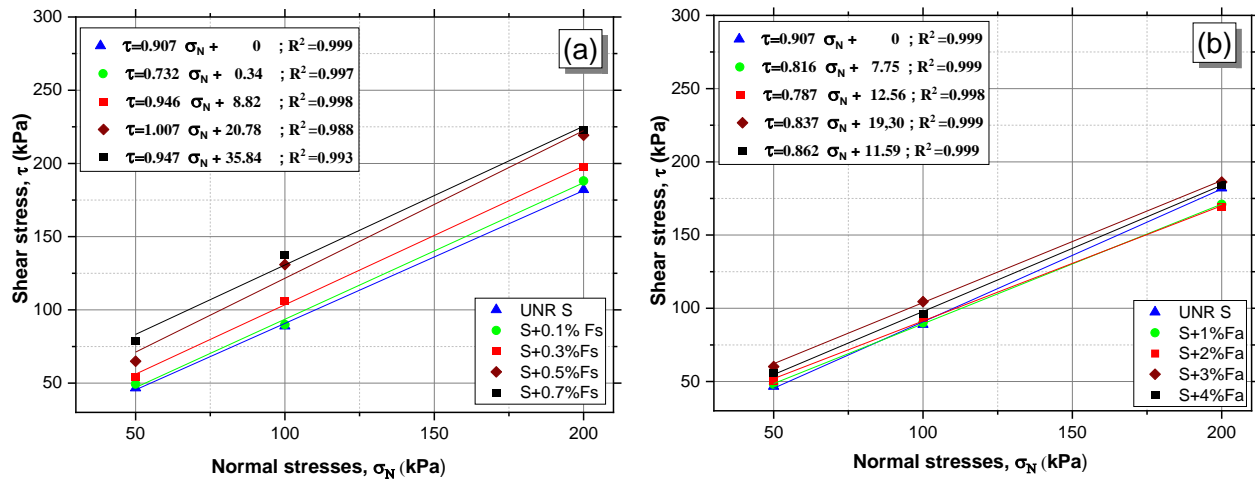 300
250
200
150
100
50
Shear stress, τ (kPa)
(a)
τ=0.907 σN + 0 ; R2=0.999
τ=0.732 σN + 0.34 ; R2=0.997
τ=0.946 σN + 8.82 ; R2=0.998
τ=1.007 σN + 20.78 ; R2=0.988
τ=0.947 σN + 35.84 ; R2=0.993
UNR S
S+0.1% Fs
S+0.3%Fs
S+0.5%Fs
S+0.7%Fs
50 100 150 200
Normal stresses, σN (kPa)
300
250
200
150
100
50
Shear stress, τ (kPa)
(b)
τ=0.907 σN + 0 ; R2=0.999
τ=0.816 σN + 7.75 ; R2=0.999
τ=0.787 σN + 12.56 ; R2=0.998
τ=0.837 σN + 19,30 ; R2=0.999
τ=0.862 σN + 11.59 ; R2=0.999
UNR S
S+1%Fa
S+2%Fa
S+3%Fa
S+4%Fa
50 100 150 200
Normal stresses, σN (kPa)